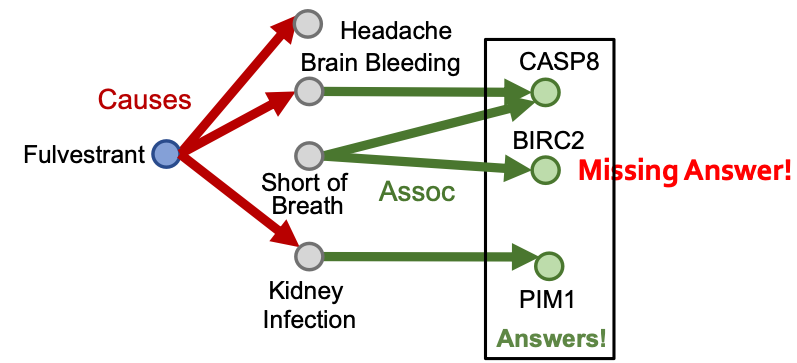 Headache
Brain Bleeding
CASP8
Causes
BIRC2
Fulvestrant
Missing Answer!
Short of
Breath
Assoc
Kidney
Infection
PIM1
Answers!